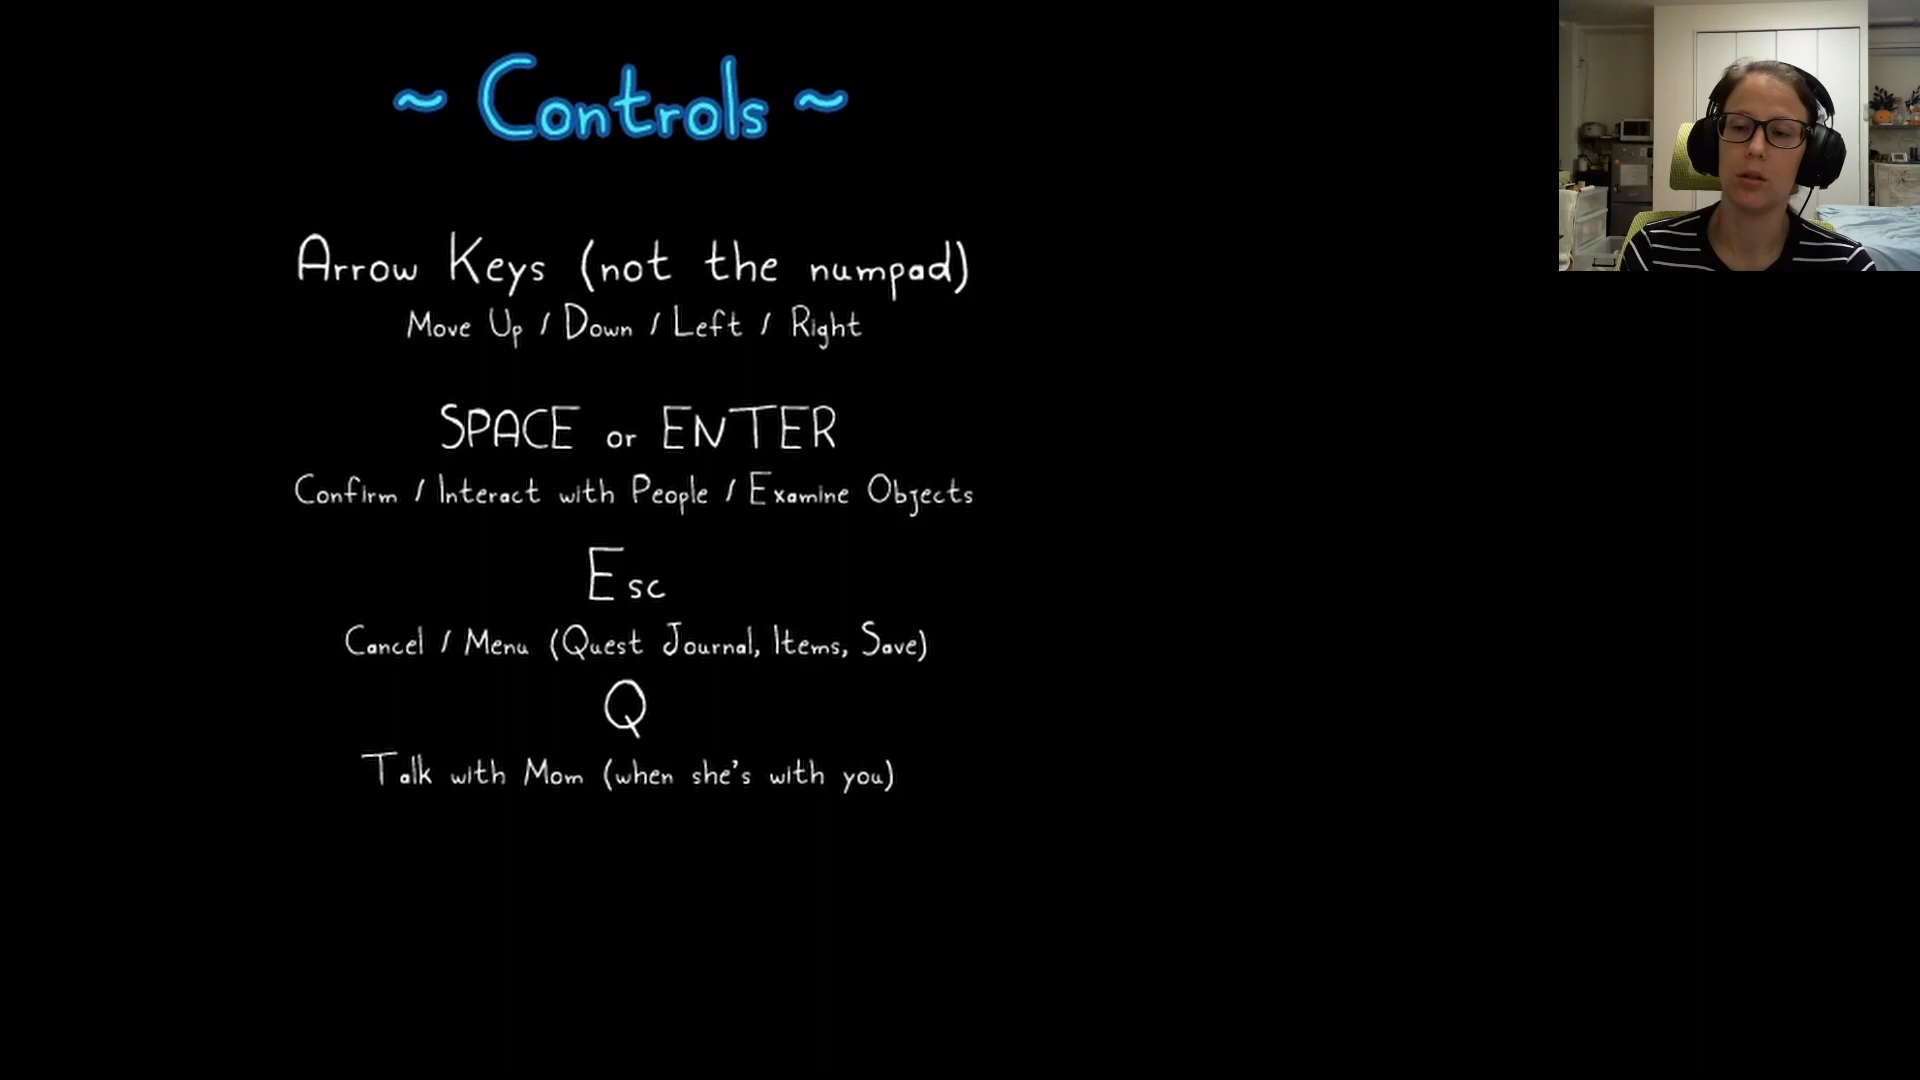 ~ Controls ~
Arrow Keys (not the numpad)
Move Up / Down / Left / Right
SPACE or ENTER
Confirm / Interact with People / Examine Objects
Esc
Cancel / Menu (Quest Journal, Items, Save)
Q
Talk with Mom (when she's with you)